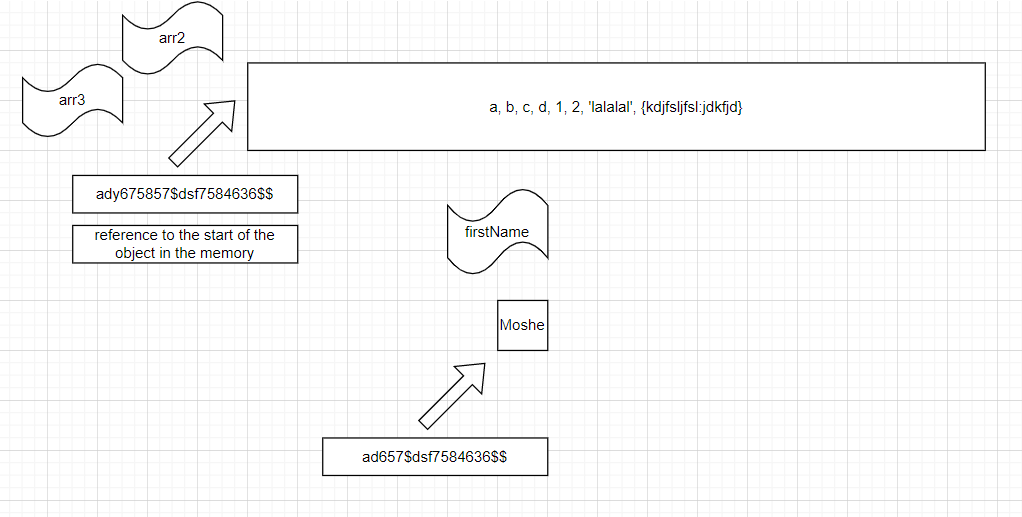 arr2
arr3
a, b, c, d, 1, 2, 'lalalal', {kdjfsljfsl:jdkfjd}
ady675857$dsf7584636$$
reference to the start of the
object in the memory
firstName
Moshe
ad657$dsf7584636$$